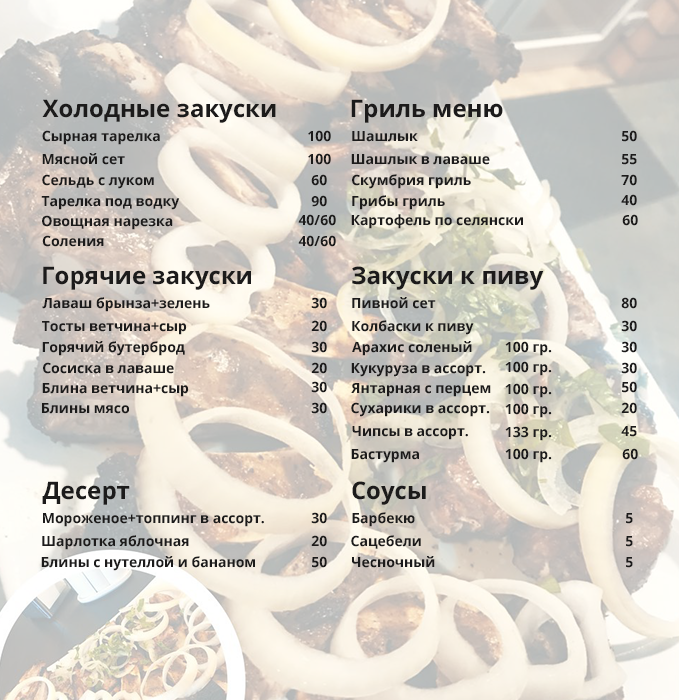 Холодные закуски
Сырная тарелка 100
Мясной сет 100
Сельдь с луком 60
Тарелка под водку 90
Овощная нарезка 40/60
Соления 40/60
Горячие закуски
Лаваш брынза+зелень 30
Тосты ветчина+сыр 20
Горячий бутерброд 30
Сосиска в лаваше 20
Блина ветчина+сыр 30
Блины мясо 30
Десерт
Мороженое+топпинг в ассорт. 30
Шарлотка яблочная 20
Блины с нутеллой и бананом 50
Гриль меню
Шашлык 50
Шашлык в лаваше 55
Скумбрия гриль 70
Грибы гриль 40
Картофель по селянски 60
Закуски к пиву
Пивной сет 80
Колбаски к пиву 30
Арахис соленый 100 гр. 30
Кукуруза в ассорт. 100 гр. 30
Янтарная с перцем 100 гр. 50
Сухарики в ассорт. 100 гр. 20
Чипсы в ассорт. 133 гр. 45
Бастурма 100 гр. 60
Соусы
Барбекю 5
Сацебели 5
Чесночный 5